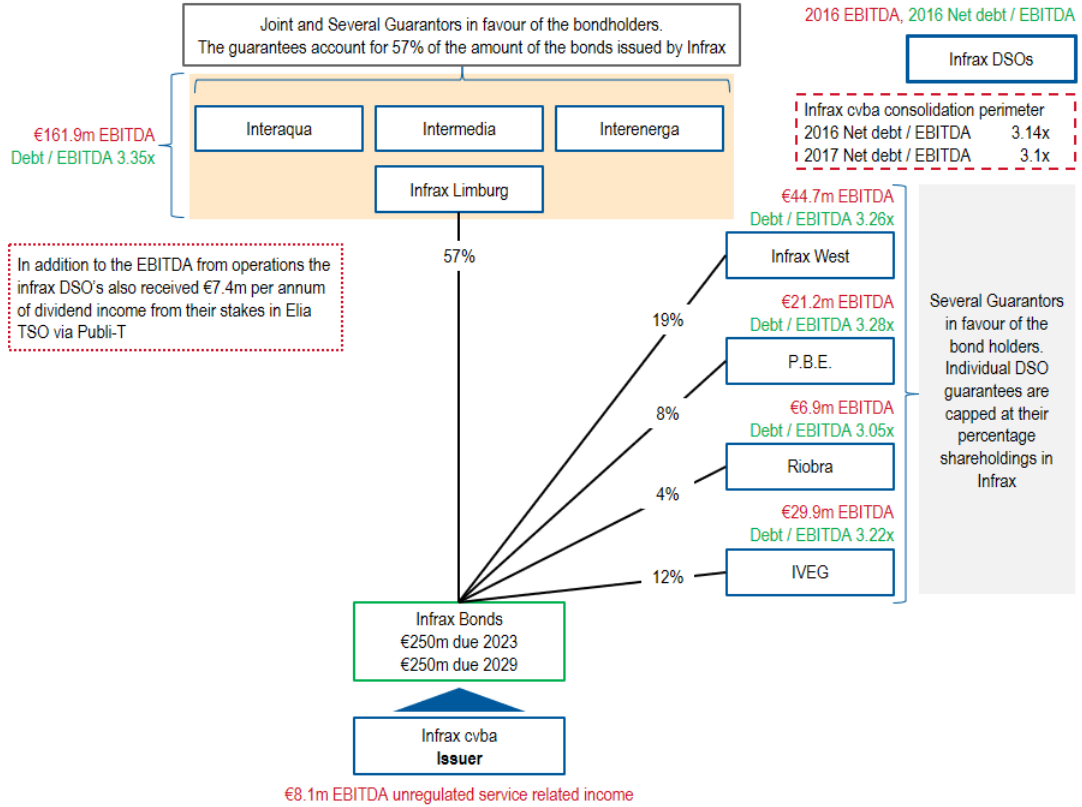 Joint and Several Guarantors in favour of the bondholders.
The guarantees account for 57% of the amount of the bonds issued by Infrax
2016 EBITDA, 2016 Net debt / EBITDA
Infrax DSOs
Infrax cvba consolidation perimeter
2016 Net debt / EBITDA 3.14x
2017 Net debt / EBITDA 3.1x
€161.9m EBITDA
Debt / EBITDA 3.35x
Interaqua
Intermedia
Interenerga
Infrax Limburg
57%
In addition to the EBITDA from operations the
infrax DSO's also received €7.4m per annum
of dividend income from their stakes in Elia
TSO via Publi-T
€44.7m EBITDA
Debt / EBITDA 3.26x
Infrax West
19%
€21.2m EBITDA
Debt / EBITDA 3.28x
P.B.E.
8%
€6.9m EBITDA
Debt / EBITDA 3.05x
Riobra
4%
€29.9m EBITDA
Debt / EBITDA 3.22x
IVEG
12%
Several Guarantors
in favour of the
bond holders.
Individual DSO
guarantees are
capped at their
percentage
shareholdings in
Infrax
Infrax Bonds
€250m due 2023
€250m due 2029
Infrax cvba
Issuer
€8.1m EBITDA unregulated service related income